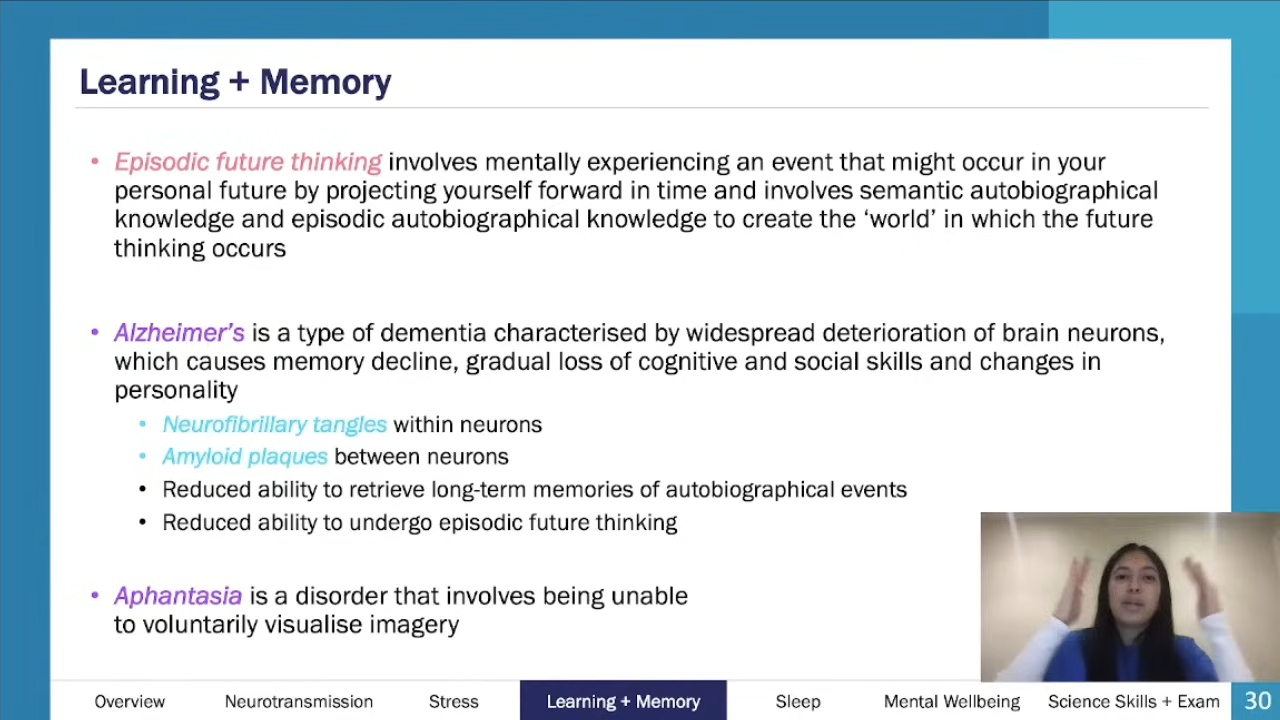 Learning + Memory
• Episodic future thinking involves mentally experiencing an event that might occur in your
personal future by projecting yourself forward in time and involves semantic autobiographical
knowledge and episodic autobiographical knowledge to create the ‘world’ in which the future
thinking occurs
• Alzheimer’s is a type of dementia characterised by widespread deterioration of brain neurons,
which causes memory decline, gradual loss of cognitive and social skills and changes in
personality
• Neurofibrillary tangles within neurons
• Amyloid plaques between neurons
• Reduced ability to retrieve long-term memories of autobiographical events
• Reduced ability to undergo episodic future thinking
• Aphantasia is a disorder that involves being unable
to voluntarily visualise imagery
Overview Neurotransmission Stress Learning + Memory Sleep Mental Wellbeing Science Skills + Exam 30